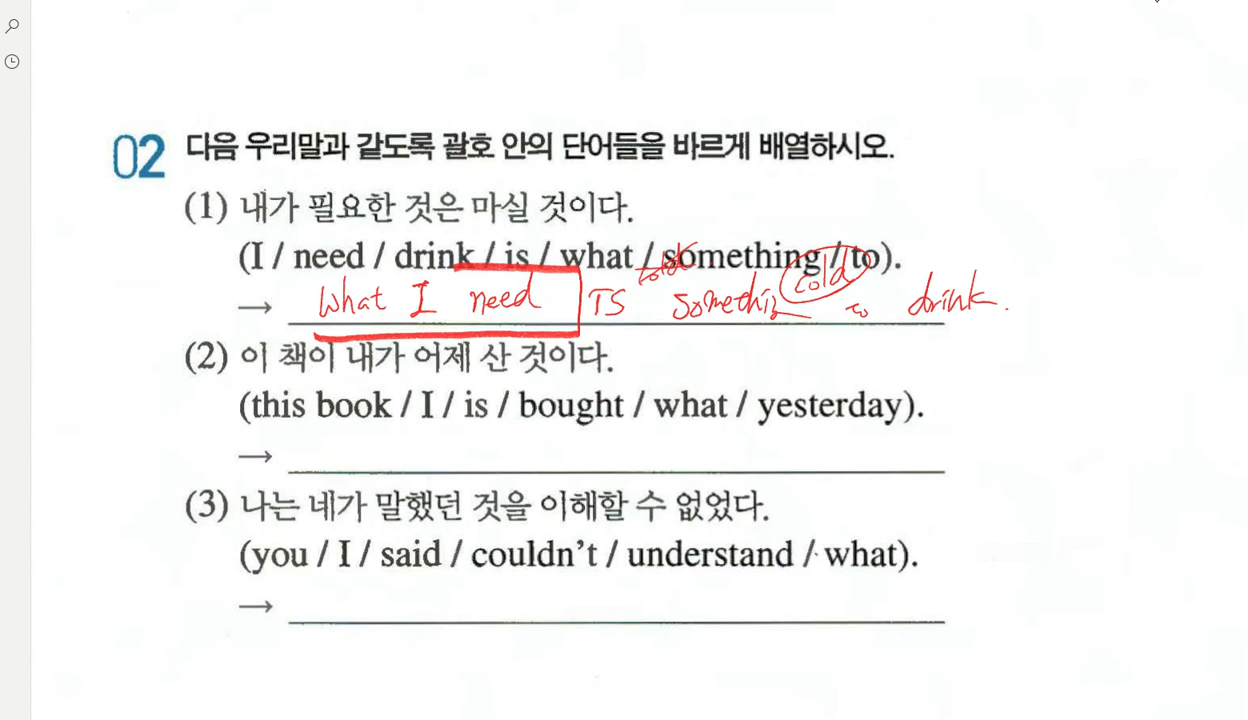 02 다음 우리말과 같도록 괄호 안의 단어들을 바르게 배열하시오.
(1) 내가 필요한 것은 마실 것이다.
(I / need / drink / is / what / something / to).
cold
→ What I need IS somethi cold to drink.
(2) 이 책이 내가 어제 산 것이다.
(this book / I / is / bought / what / yesterday).
→
(3) 나는 네가 말했던 것을 이해할 수 없었다.
(you / I / said / couldn't / understand / what).
→